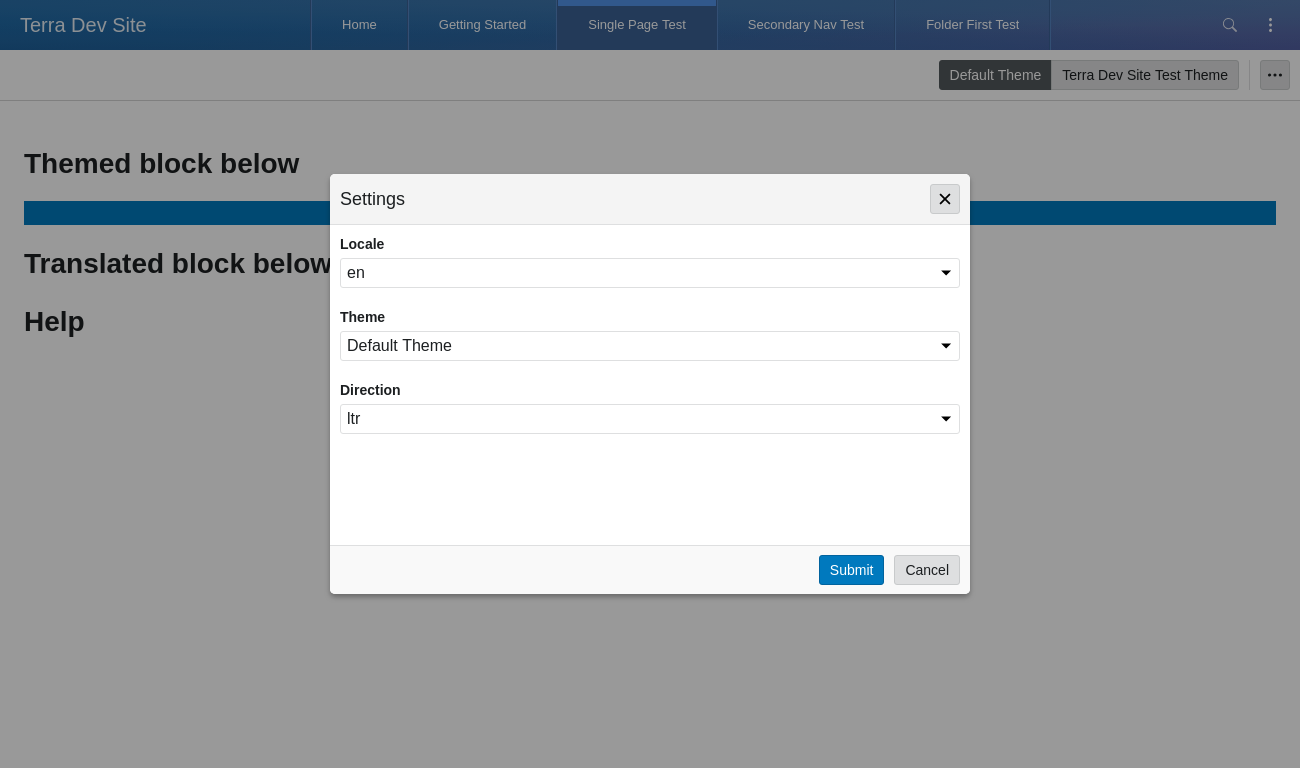 Terra Dev Site
Home
Getting Started
Single Page Test
Secondary Nav Test
Folder First Test
Default Theme
Terra Dev Site Test Theme
Themed block below
Translated block below
Help
Settings
Locale
en
Theme
Default Theme
Direction
ltr
Submit
Cancel